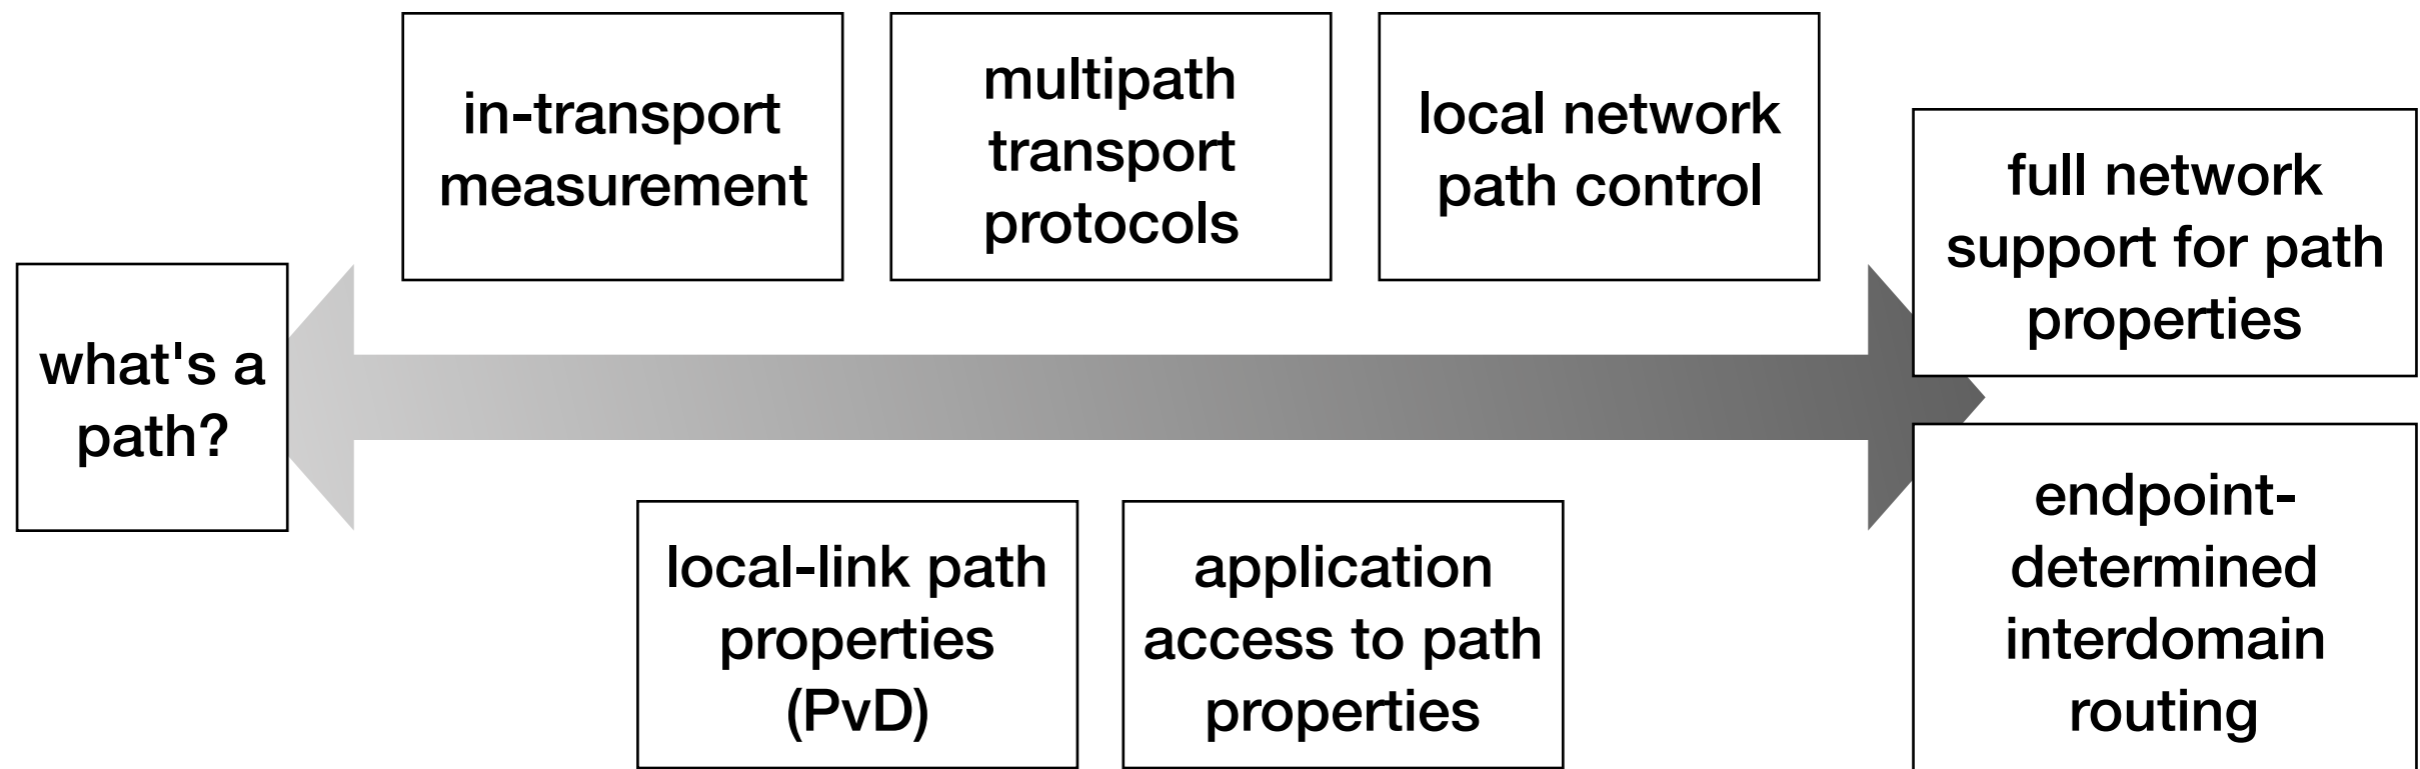 in-transport
measurement
multipath
transport
protocols
local network
path control
full network
support for path
properties
what's a
path?
local-link path
properties
(PvD)
application
access to path
properties
endpoint-
determined
interdomain
routing